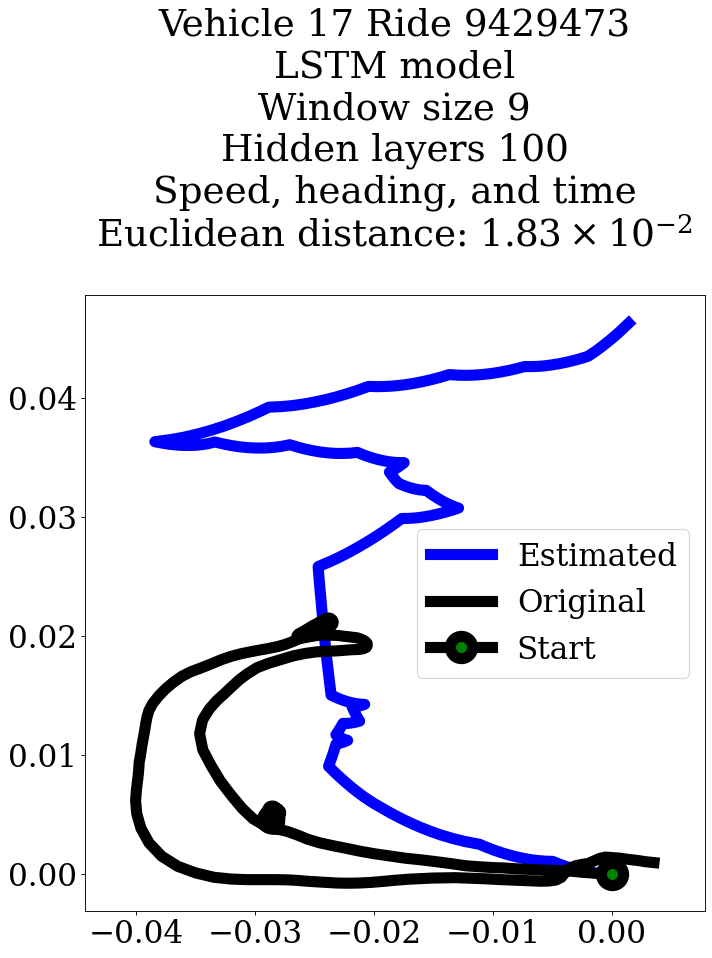 Vehicle 17 Ride 9429473
LSTM model
Window size 9
Hidden layers 100
Speed, heading, and time
Euclidean distance: 1.83 × 10⁻²
0.04
0.03
0.02
0.01
0.00
Estimated
Original
Start
−0.04 −0.03 −0.02 −0.01 0.00